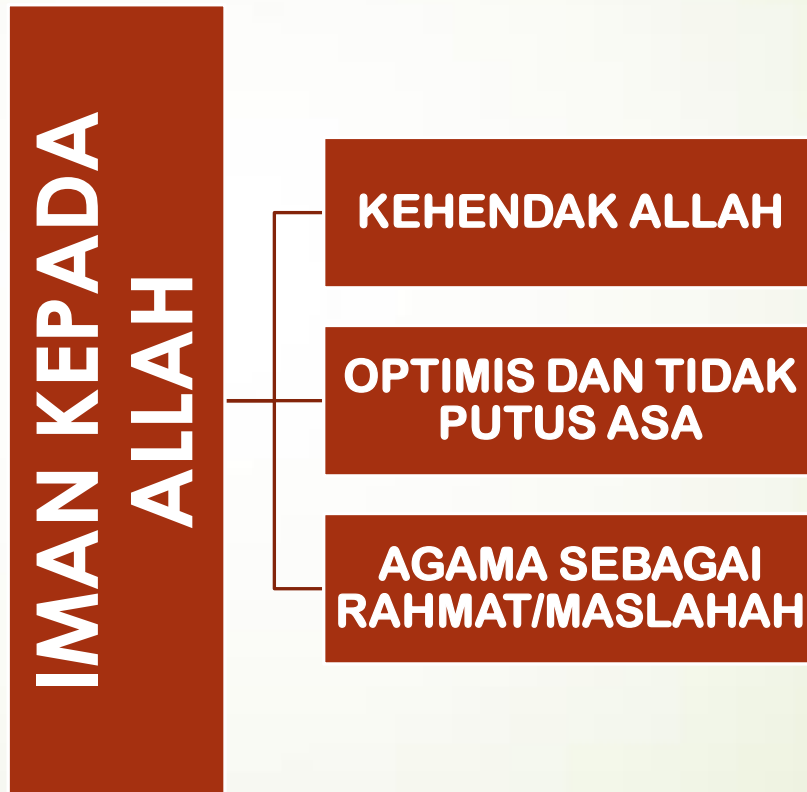 IMAN KEPADA
ALLAH
KEHENDAK ALLAH
OPTIMIS DAN TIDAK
PUTUS ASA
AGAMA SEBAGAI
RAHMAT/MASLAHAH